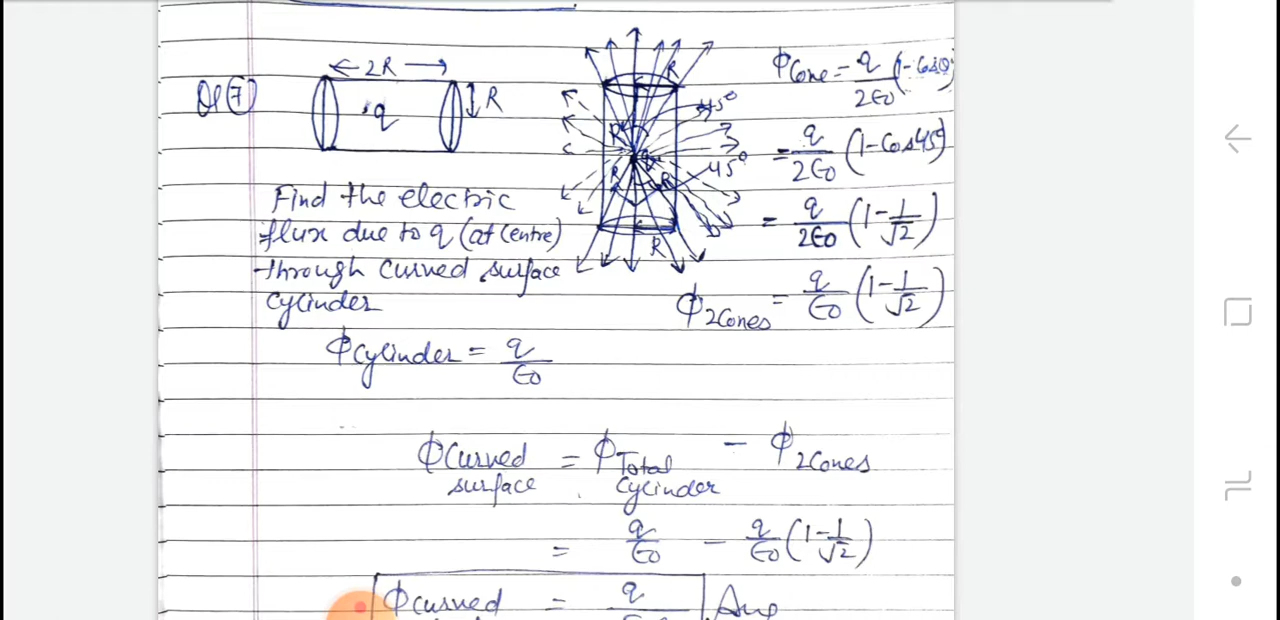 Q(7)
2R
R
q
Find the electric
flux due to q (at centre)
through curved surface
cylinder
R
45°
R
q
45°
R
R
R
ϕCone = q/2ε0 (1-cosθ)
= q/2ε0 (1-cos45°)
= q/2ε0 (1-1/√2)
ϕ2Cones = q/ε0 (1-1/√2)
ϕCylinder = q/ε0
ϕCurved surface = ϕTotal cylinder - ϕ2Cones
= q/ε0 - q/ε0 (1-1/√2)
ϕcurved = q Ans